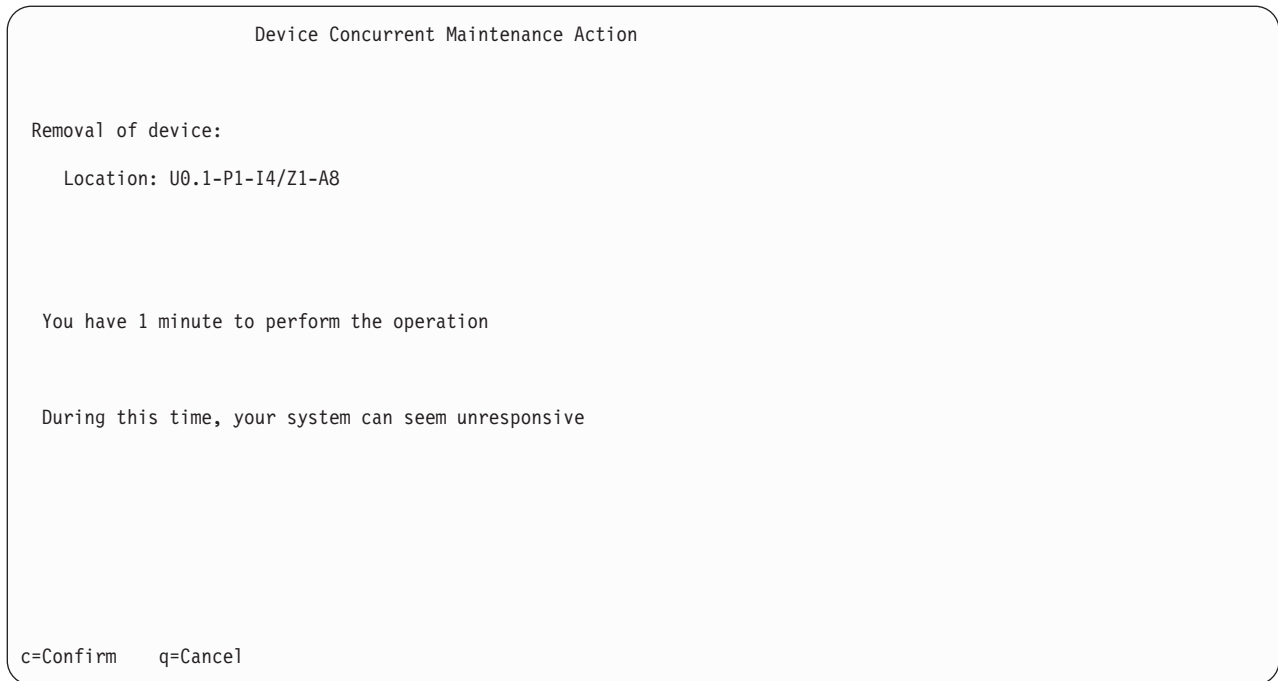 Device Concurrent Maintenance Action
Removal of device:
Location: U0.1-P1-I4/Z1-A8
You have 1 minute to perform the operation
During this time, your system can seem unresponsive
c=Confirm    q=Cancel